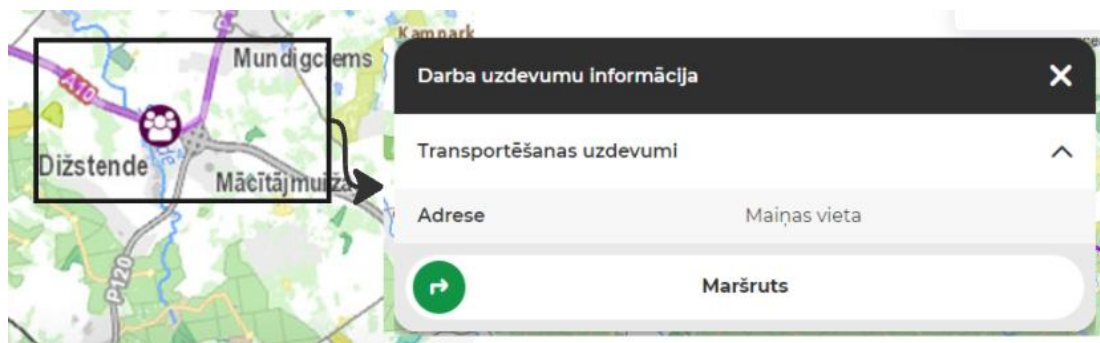 Kampark
Mundigciems
A10
Dižstende
Mācītājmuiža
P120
Darba uzdevumu informācija
Transportēšanas uzdevumi
Adrese
Maiņas vieta
Maršruts